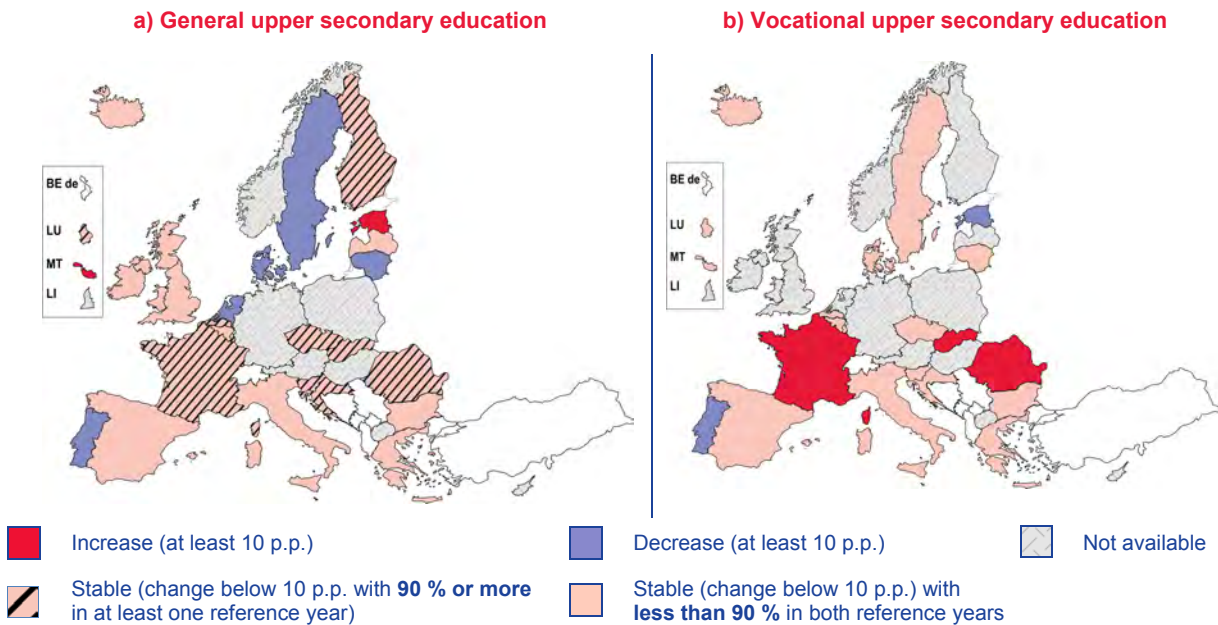 a) General upper secondary education
b) Vocational upper secondary education
BE de
LU
MT
LI
BE de
LU
MT
LI
Increase (at least 10 p.p.)
Decrease (at least 10 p.p.)
Not available
Stable (change below 10 p.p. with 90 % or more
in at least one reference year)
Stable (change below 10 p.p.) with
less than 90 % in both reference years